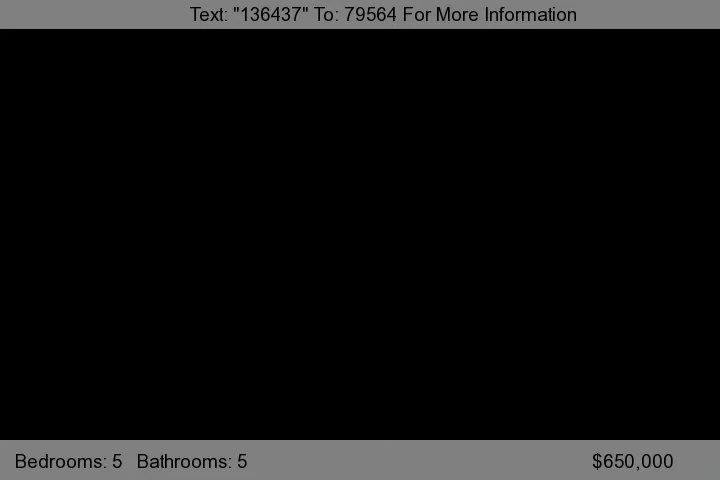 Text: "136437" To: 79564 For More Information
Bedrooms: 5 Bathrooms: 5 $650,000